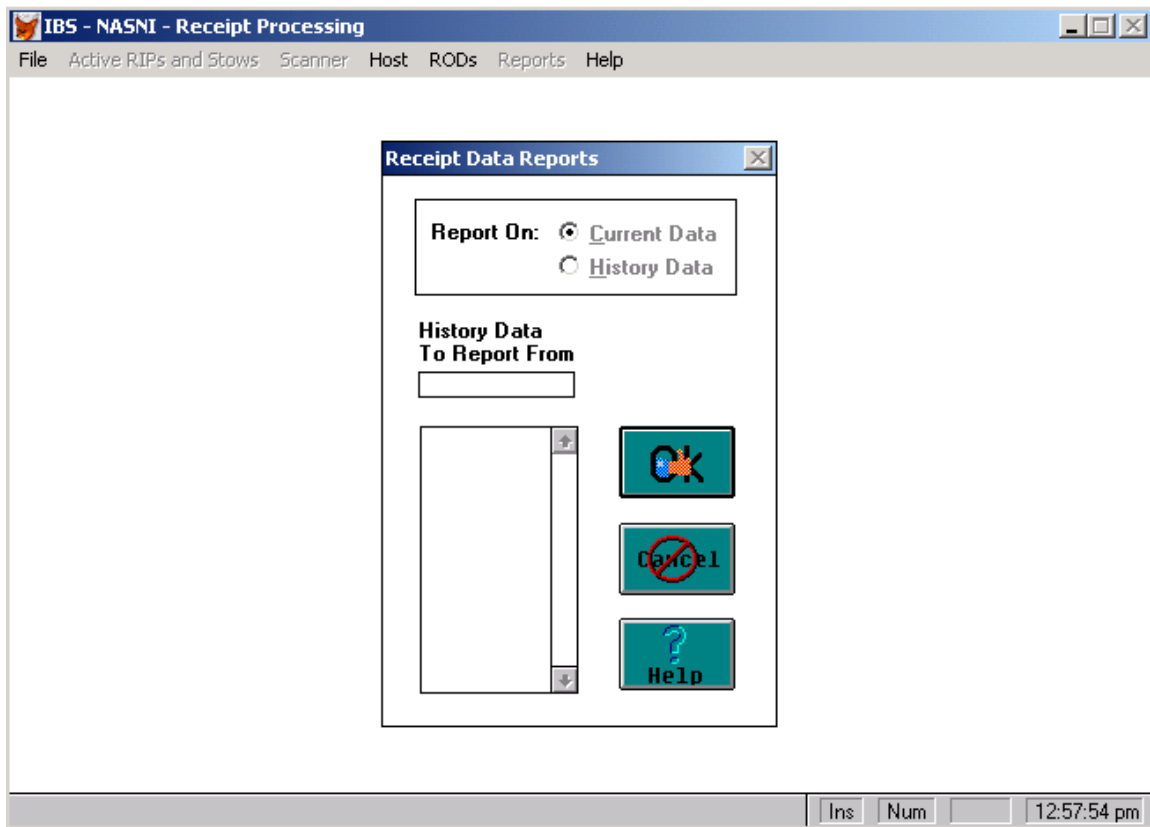 IBS - NASNI - Receipt Processing
File Active RIPs and Stows Scanner Host RODs Reports Help
Receipt Data Reports
Report On: Current Data
History Data
History Data
To Report From
Ok
Cancel
?
Help
Ins Num 12:57:54 pm